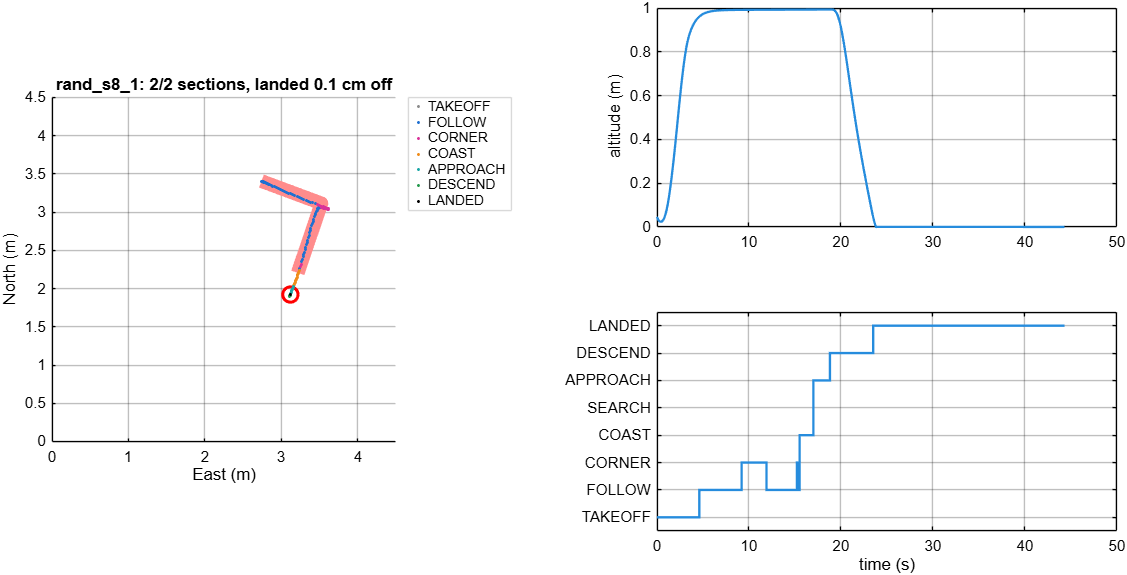 rand_s8_1: 2/2 sections, landed 0.1 cm off
4.5
4
3.5
3
2.5
2
1.5
1
0.5
0
0
1
2
3
4
East (m)
North (m)
TAKEOFF
FOLLOW
CORNER
COAST
APPROACH
DESCEND
LANDED
altitude (m)
1
0.8
0.6
0.4
0.2
0
0
10
20
30
40
50
LANDED
DESCEND
APPROACH
SEARCH
COAST
CORNER
FOLLOW
TAKEOFF
0
10
20
30
40
50
time (s)